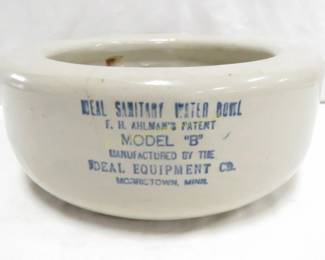 IDEAL SANITARY WATER BOWL
F. H. AHLMAN'S PATENT
MODEL "B"
MANUFACTURED BY THE
IDEAL EQUIPMENT CO.
MORRISTOWN, MINN.